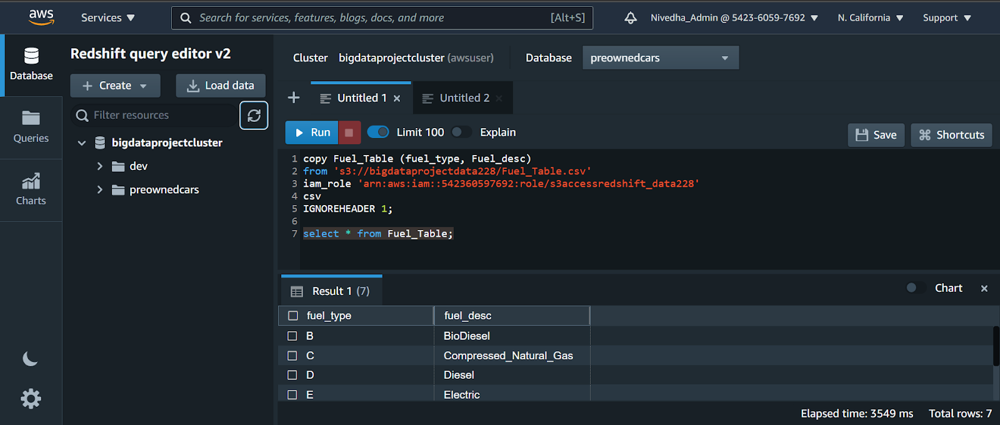 aws Services Search for services, features, blogs, docs, and more [Alt+S] Nivedha_Admin @ 5423-6059-7692 N. California Support
Database
Queries
Charts
Redshift query editor v2
Create Load data
Filter resources
bigdataprojectcluster
dev
preownedcars
Cluster bigdataprojectcluster (awsuser) Database preownedcars
Untitled 1 Untitled 2
Run Limit 100 Explain Save Shortcuts
1 copy Fuel_Table (fuel_type, Fuel_desc)
2 from 's3://bigdataprojectdata228/Fuel_Table.csv'
3 iam_role 'arn:aws:iam::542360597692:role/s3accessredshift_data228'
4 csv
5 IGNOREHEADER 1;
6
7 select * from Fuel_Table;
Result 1 (7) Chart
fuel_type fuel_desc
B BioDiesel
C Compressed_Natural_Gas
D Diesel
E Electric
Elapsed time: 3549 ms Total rows: 7